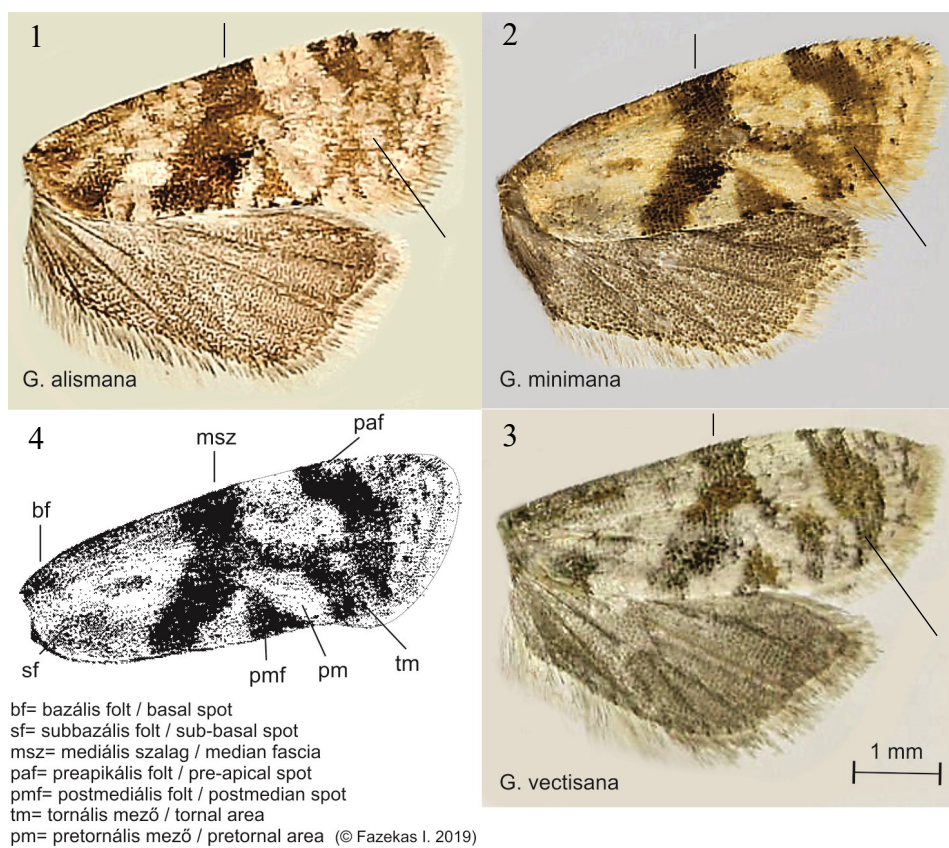 1
2
G. alismana
G. minimana
4
msz
paf
bf
sf
pmf
pm
tm
3
G. vectisana
1 mm
bf= bazális folt / basal spot
sf= subbazális folt / sub-basal spot
msz= mediális szalag / median fascia
paf= preapikális folt / pre-apical spot
pmf= postmediális folt / postmedian spot
tm= tornális mező / tornal area
pm= pretornális mező / pretornal area (© Fazekas I. 2019)